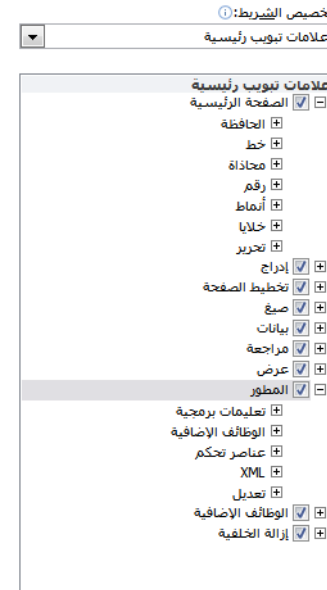 خصيص الشريط:
علامات تبويب رئيسية
علامات تبويب رئيسية
الصفحة الرئيسية
الحافظة
خط
محاذاة
رقم
أنماط
خلايا
تحرير
إدراج
تخطيط الصفحة
صيغ
بيانات
مراجعة
عرض
المطور
تعليمات برمجية
الوظائف الإضافية
عناصر تحكم
XML
تعديل
الوظائف الإضافية
إزالة الخلفية